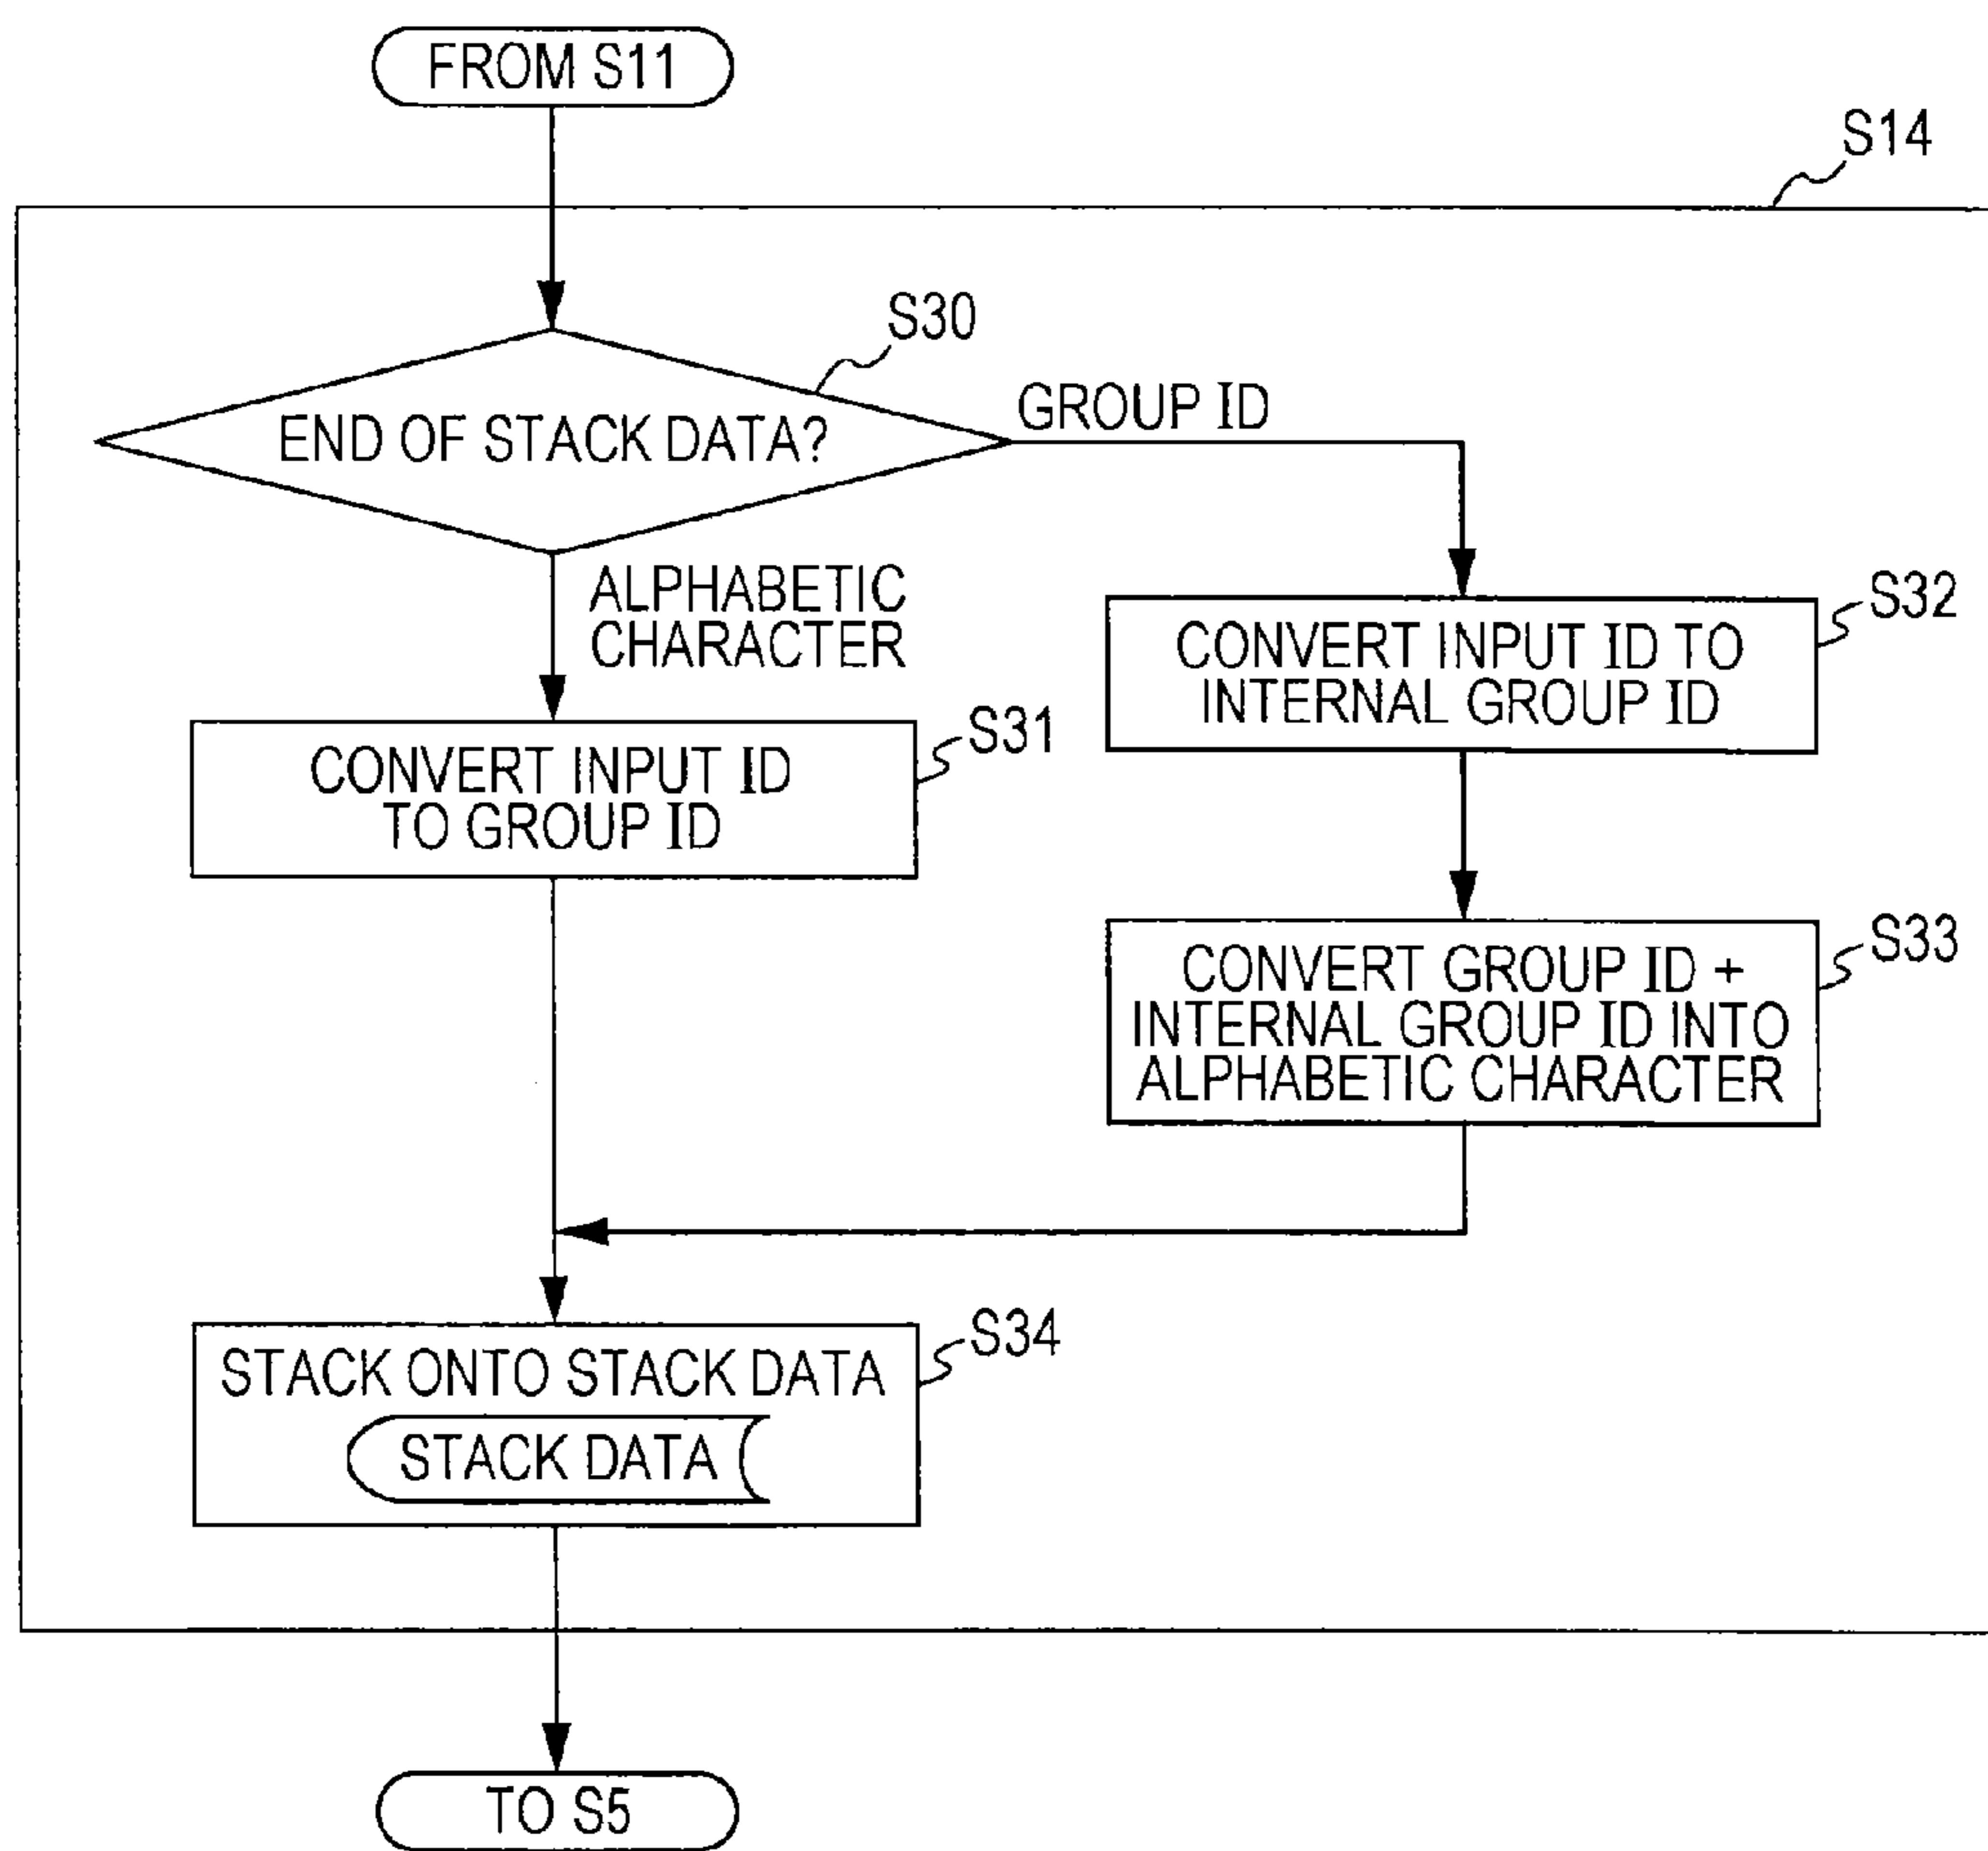 FROM S11
S14
S30
END OF STACK DATA?
GROUP ID
ALPHABETIC
CHARACTER
S32
CONVERT INPUT ID TO
INTERNAL GROUP ID
S31
CONVERT INPUT ID
TO GROUP ID
S33
CONVERT GROUP ID +
INTERNAL GROUP ID INTO
ALPHABETIC CHARACTER
S34
STACK ONTO STACK DATA
STACK DATA
TO S5